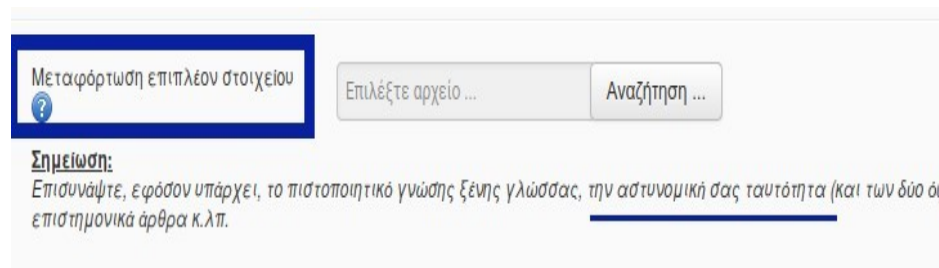 Μεταφόρτωση επιπλέον στοιχείου
?
Επιλέξτε αρχείο ...
Αναζήτηση ...
Σημείωση:
Επισυνάψτε, εφόσον υπάρχει, το πιστοποιητικό γνώσης ξένης γλώσσας, την αστυνομική σας ταυτότητα (και των δύο
επιστημονικά άρθρα κ.λπ.